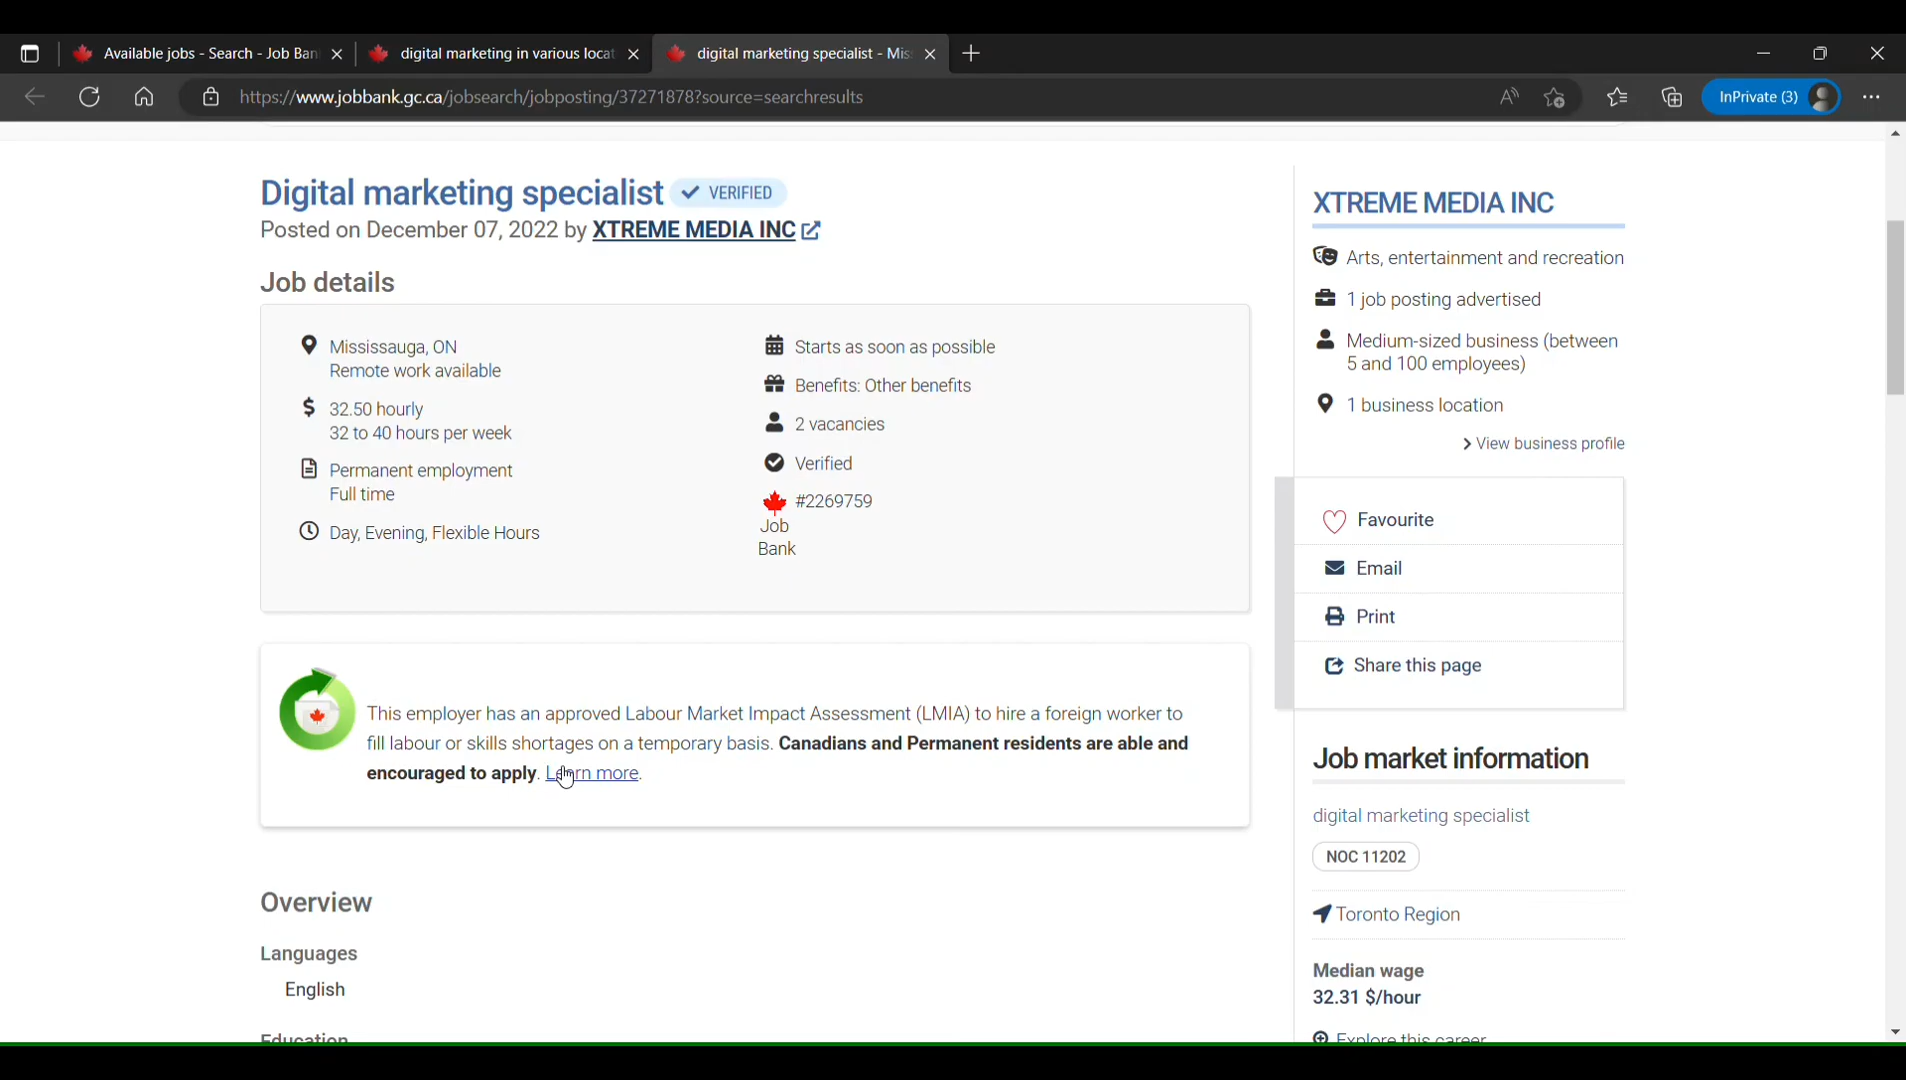 Available jobs - Search - Job Ban
digital marketing in various locat
digital marketing specialist - Mis
https://www.jobbank.gc.ca/jobsearch/jobposting/37271878?source=searchresults
InPrivate (3)
Digital marketing specialist VERIFIED
Posted on December 07, 2022 by XTREME MEDIA INC
Job details
Mississauga, ON
Remote work available
32.50 hourly
32 to 40 hours per week
Permanent employment
Full time
Day, Evening, Flexible Hours
Starts as soon as possible
Benefits: Other benefits
2 vacancies
Verified
#2269759
Job
Bank
This employer has an approved Labour Market Impact Assessment (LMIA) to hire a foreign worker to
fill labour or skills shortages on a temporary basis. Canadians and Permanent residents are able and
encouraged to apply. Learn more.
Overview
Languages
English
Education
XTREME MEDIA INC
Arts, entertainment and recreation
1 job posting advertised
Medium-sized business (between
5 and 100 employees)
1 business location
View business profile
Favourite
Email
Print
Share this page
Job market information
digital marketing specialist
NOC 11202
Toronto Region
Median wage
32.31 $/hour
Explore this career